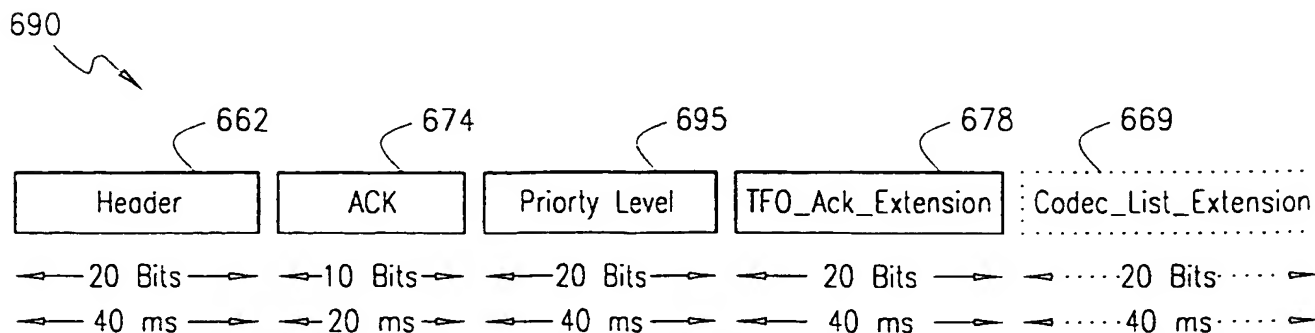 690
662 674 695 678 669
Header ACK Priorty Level TFO_Ack_Extension Codec_List_Extension
20 Bits 10 Bits 20 Bits 20 Bits 20 Bits
40 ms 20 ms 40 ms 40 ms 40 ms